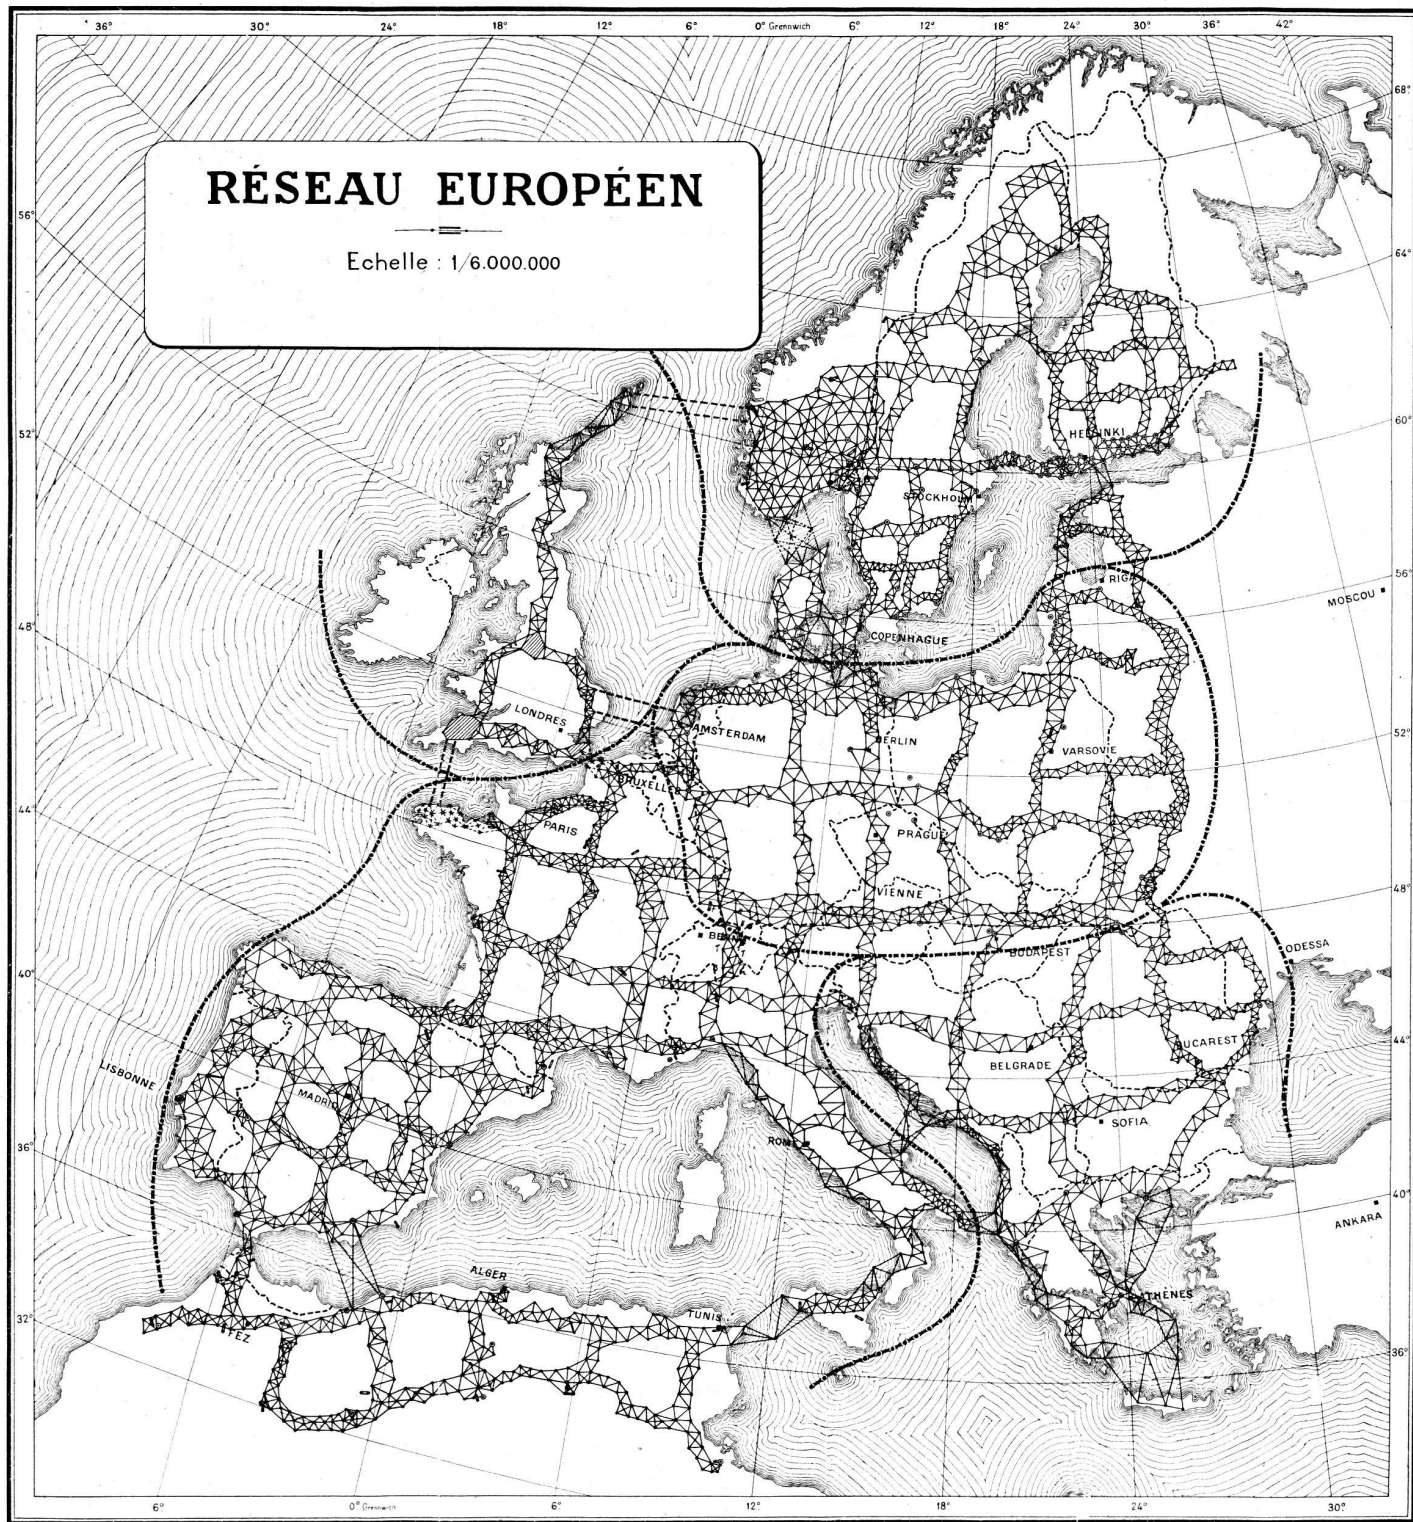 36° 30° 24° 18° 12° 6° 0° Grennwich 6° 12° 18° 24° 30° 36° 42°
RÉSEAU EUROPÉEN
Echelle : 1/6.000.000
68°
56°
64°
52°
60°
HELSINKI
STOCKHOLM
56°
RIGA
MOSCOU
48°
COPENHAGUE
LONDRES
AMSTERDAM
BERLIN
VARSOVIE
52°
BRUXELLES
44°
PARIS
PRAGUE
VIENNE
48°
BUDAPEST
ODESSA
40°
BUCAREST
44°
LISBONNE
BELGRADE
MADRID
SOFIA
36°
ROME
40°
ANKARA
ALGER
ATHÈNES
TUNIS
32°
FEZ
36°
6° 0° Grennwich 6° 12° 18° 24° 30°